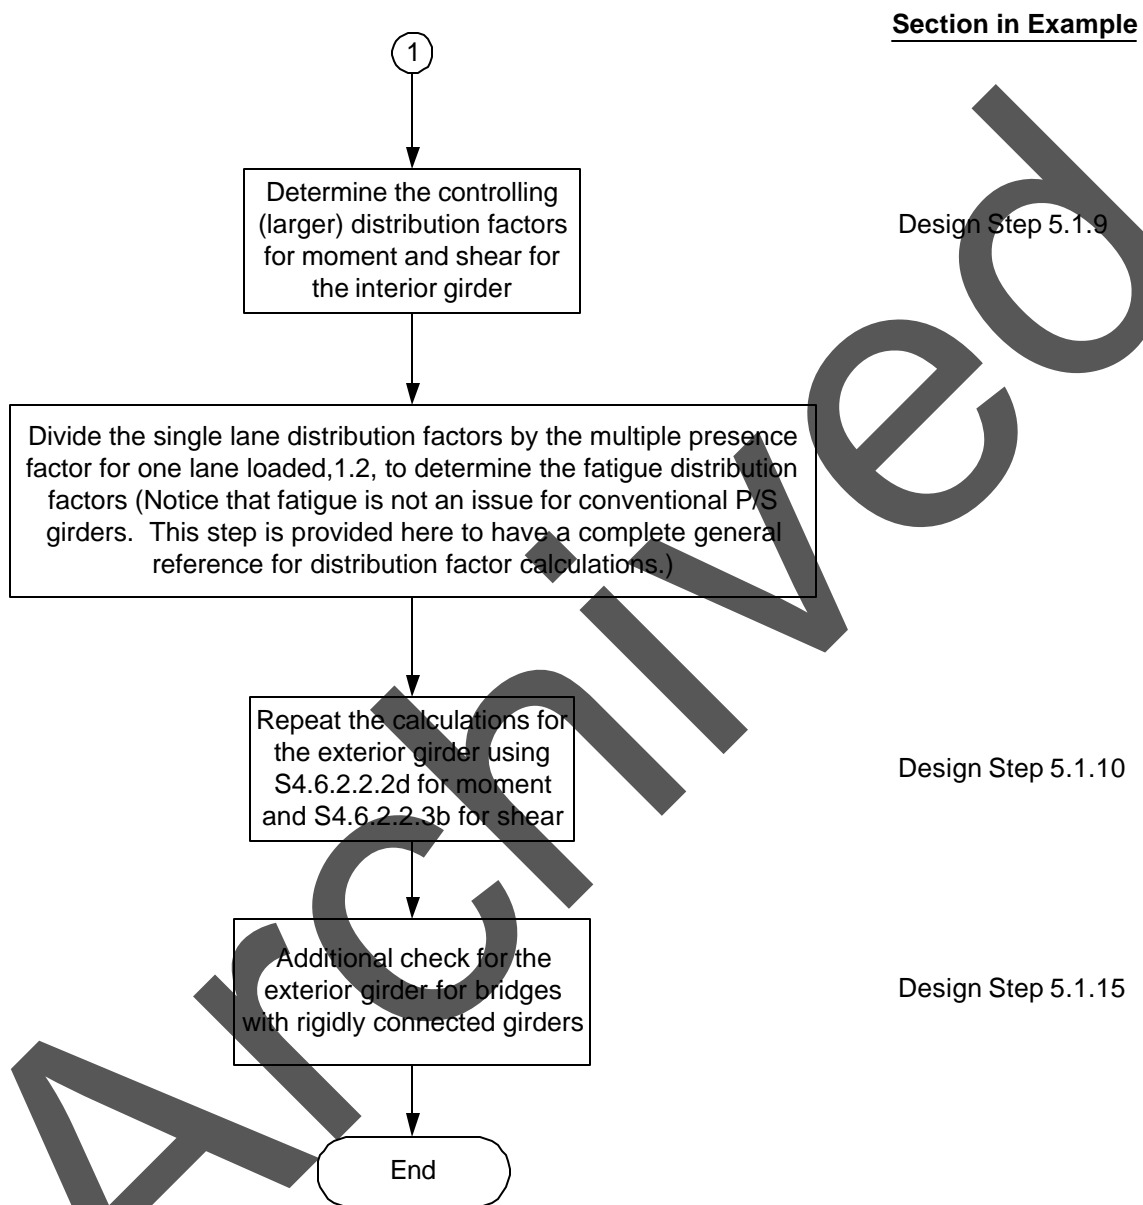 Section in Example
1
Determine the controlling
(larger) distribution factors
for moment and shear for
the interior girder
Design Step 5.1.9
Divide the single lane distribution factors by the multiple presence
factor for one lane loaded,1.2, to determine the fatigue distribution
factors (Notice that fatigue is not an issue for conventional P/S
girders. This step is provided here to have a complete general
reference for distribution factor calculations.)
Repeat the calculations for
the exterior girder using
S4.6.2.2.2d for moment
and S4.6.2.2.3b for shear
Design Step 5.1.10
Additional check for the
exterior girder for bridges
with rigidly connected girders
Design Step 5.1.15
End
Archived